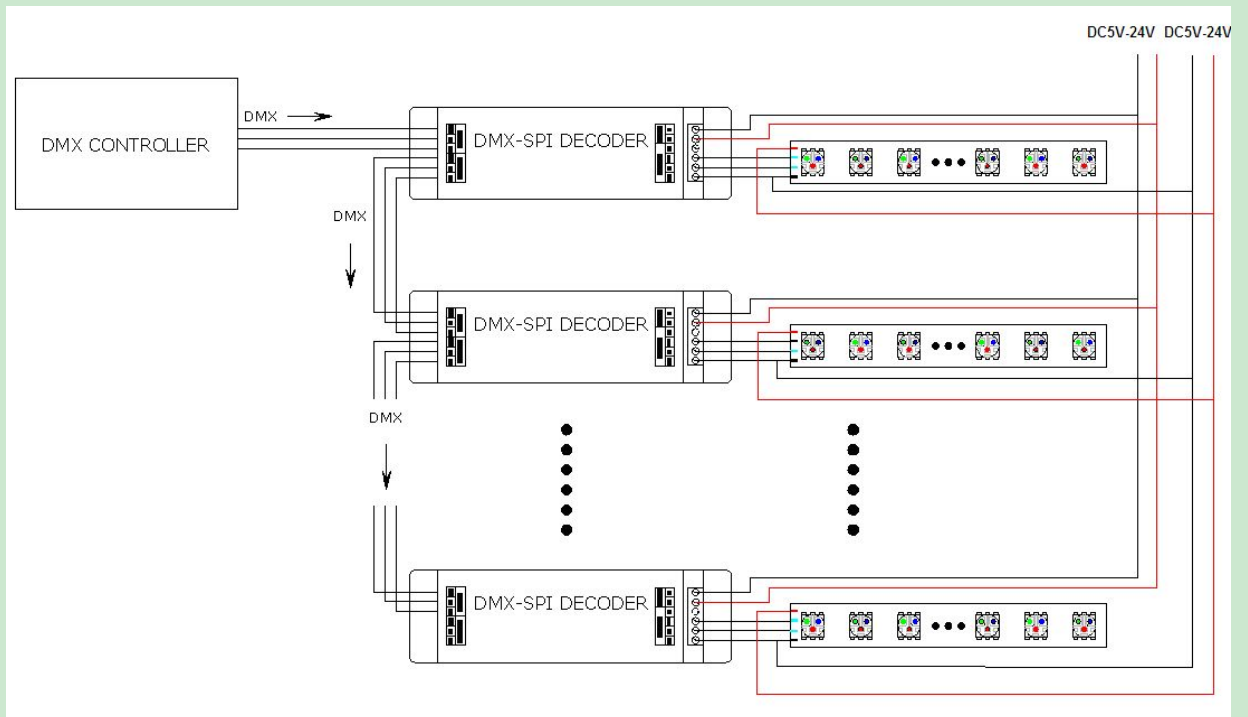 DC5V-24V DC5V-24V
DMX CONTROLLER
DMX
DMX-SPI DECODER
DMX
DMX-SPI DECODER
DMX
DMX-SPI DECODER